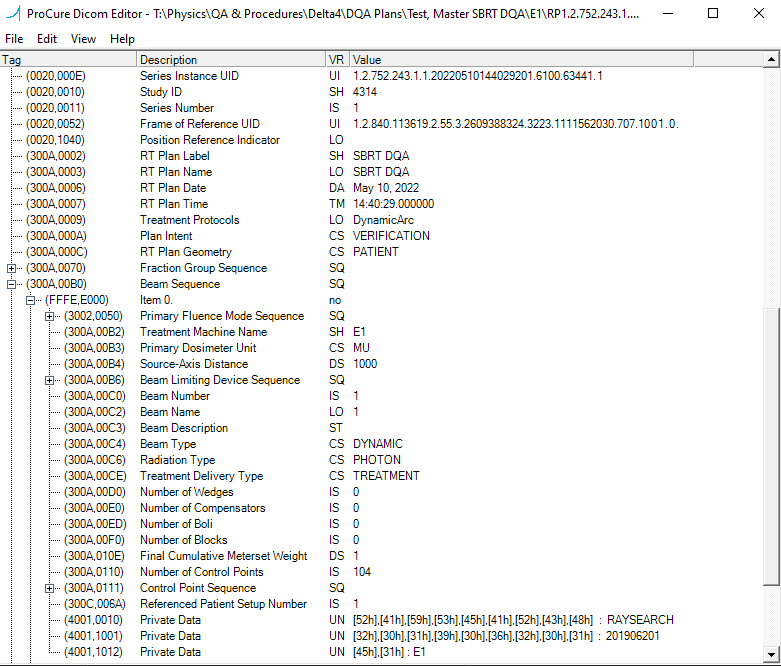 ProCure Dicom Editor - T:\Physics\QA & Procedures\Delta4\DQA Plans\Test, Master SBRT DQA\E1\RP1.2.752.243.1....
File Edit View Help
Tag Description VR Value
(0020,000E) Series Instance UID UI 1.2.752.243.1.1.20220510144029201.6100.63441.1
(0020,0010) Study ID SH 4314
(0020,0011) Series Number IS 1
(0020,0052) Frame of Reference UID UI 1.2.840.113619.2.55.3.2609388324.3223.1111562030.707.1001.0.
(0020,1040) Position Reference Indicator LO
(300A,0002) RT Plan Label SH SBRT DQA
(300A,0003) RT Plan Name LO SBRT DQA
(300A,0006) RT Plan Date DA May 10, 2022
(300A,0007) RT Plan Time TM 14:40:29.000000
(300A,0009) Treatment Protocols LO DynamicArc
(300A,000A) Plan Intent CS VERIFICATION
(300A,000C) RT Plan Geometry CS PATIENT
(300A,0070) Fraction Group Sequence SQ
(300A,00B0) Beam Sequence SQ
(FFFE,E000) Item 0. no
(3002,0050) Primary Fluence Mode Sequence SQ
(300A,00B2) Treatment Machine Name SH E1
(300A,00B3) Primary Dosimeter Unit CS MU
(300A,00B4) Source-Axis Distance DS 1000
(300A,00B6) Beam Limiting Device Sequence SQ
(300A,00C0) Beam Number IS 1
(300A,00C2) Beam Name LO 1
(300A,00C3) Beam Description ST
(300A,00C4) Beam Type CS DYNAMIC
(300A,00C6) Radiation Type CS PHOTON
(300A,00CE) Treatment Delivery Type CS TREATMENT
(300A,00D0) Number of Wedges IS 0
(300A,00E0) Number of Compensators IS 0
(300A,00ED) Number of Boli IS 0
(300A,00F0) Number of Blocks IS 0
(300A,010E) Final Cumulative Meterset Weight DS 1
(300A,0110) Number of Control Points IS 104
(300A,0111) Control Point Sequence SQ
(300C,006A) Referenced Patient Setup Number IS 1
(4001,0010) Private Data UN [52h],[41h],[59h],[53h],[45h],[41h],[52h],[43h],[48h] : RAYSEARCH
(4001,1001) Private Data UN [32h],[30h],[31h],[39h],[30h],[36h],[32h],[30h],[31h] : 201906201
(4001,1012) Private Data UN [45h],[31h] : E1